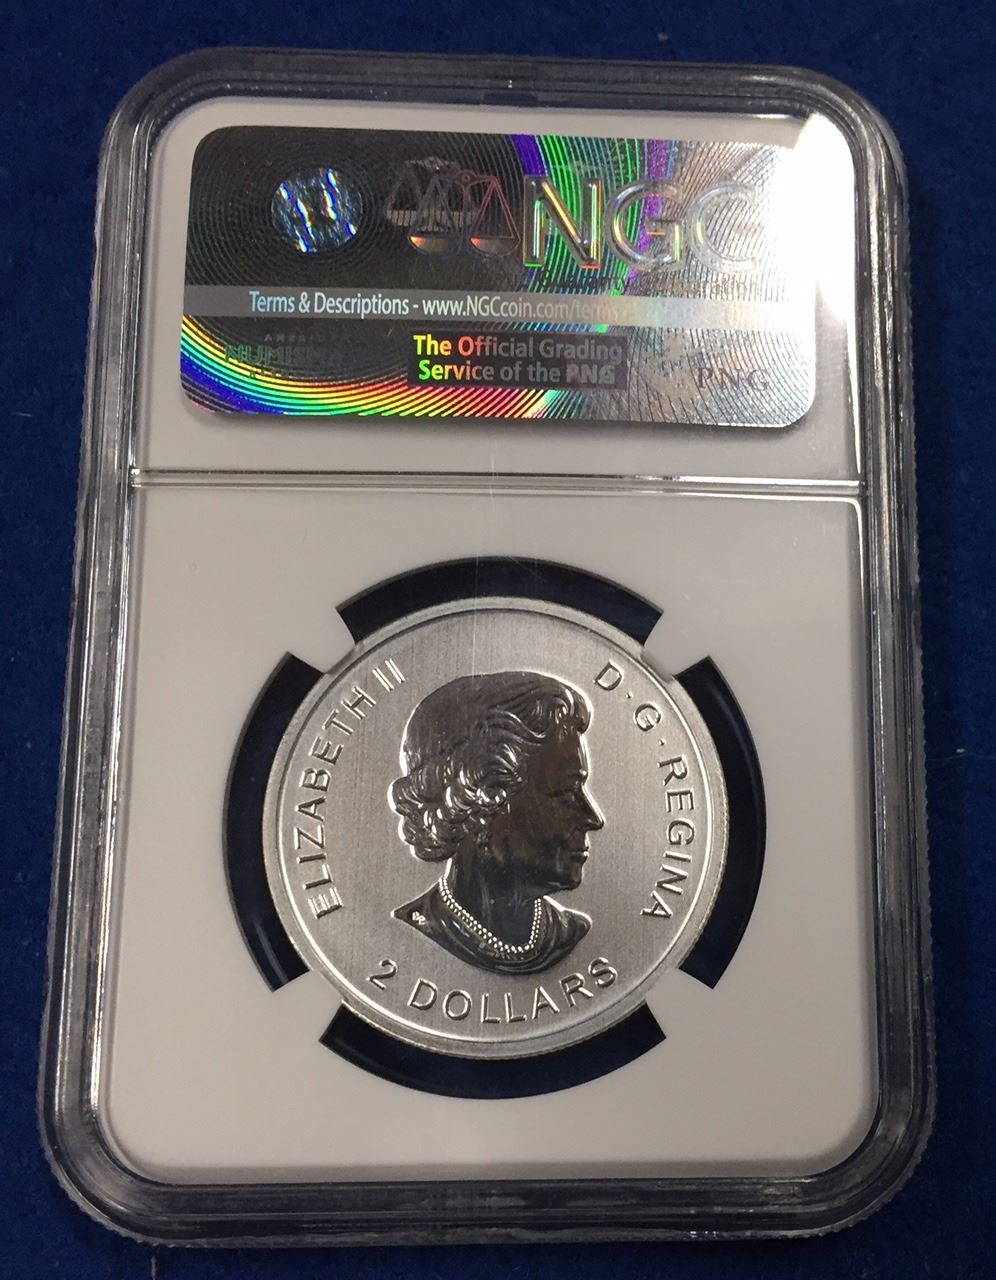 NGC
Terms & Descriptions - www.NGCcoin.com/terms
The Official Grading
Service of the PNG
PNG
ELIZABETH II
D·G·REGINA
2 DOLLARS